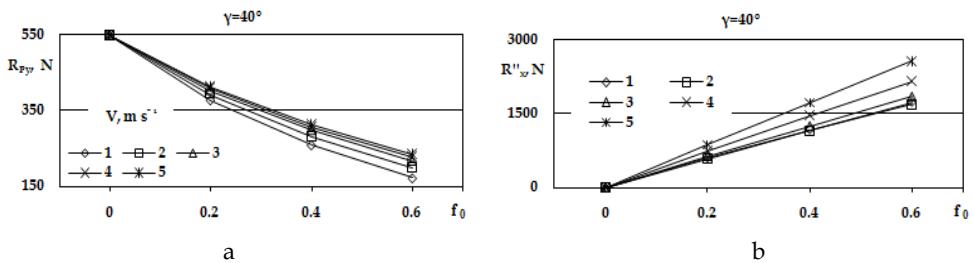 γ=40°
550
R_Py, N
350
V, m s⁻¹
1 2 3
4 5
150
0 0.2 0.4 0.6 f₀
a
γ=40°
3000
R"ₓ, N
1 2
3 4
5
1500
0
0 0.2 0.4 0.6 f₀
b